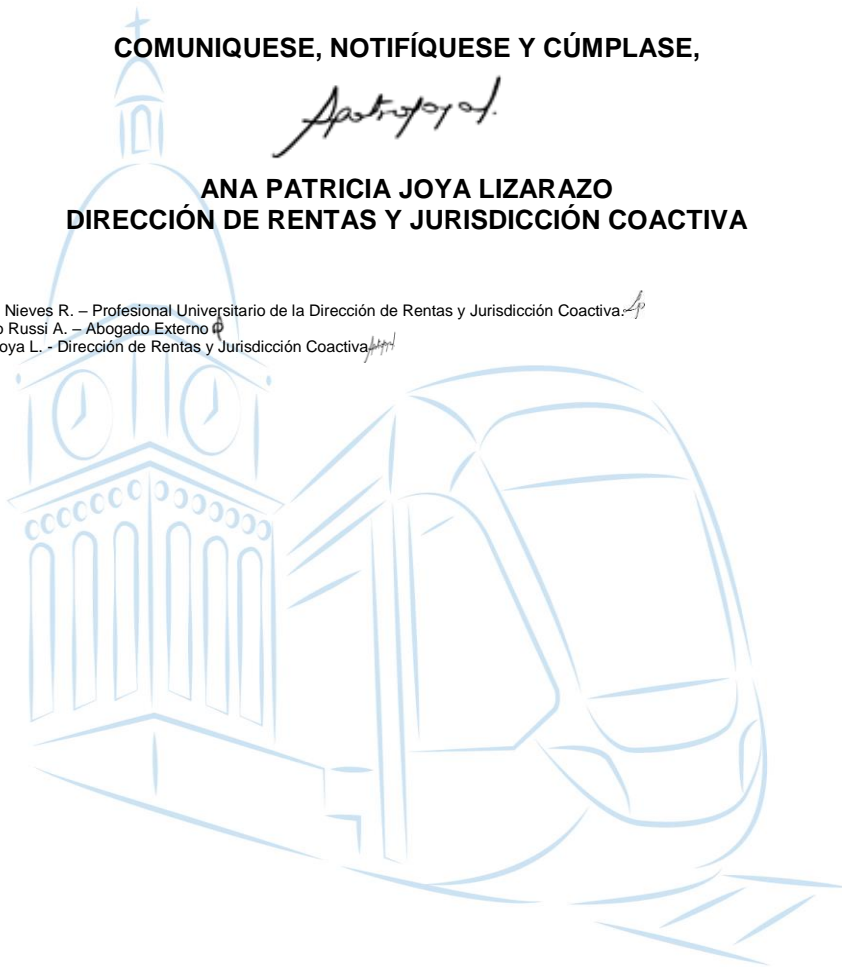 COMUNIQUESE, NOTIFÍQUESE Y CÚMPLASE,
ANA PATRICIA JOYA LIZARAZO
DIRECCIÓN DE RENTAS Y JURISDICCIÓN COACTIVA
Nieves R. – Profesional Universitario de la Dirección de Rentas y Jurisdicción Coactiva.
Russi A. – Abogado Externo
oya L. - Dirección de Rentas y Jurisdicción Coactiva